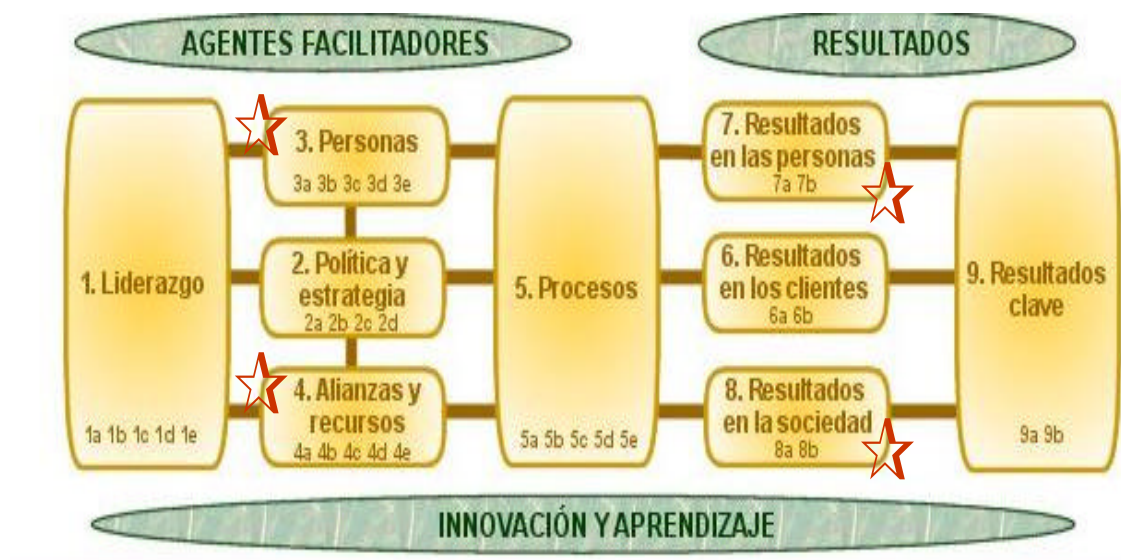 AGENTES FACILITADORES
RESULTADOS
1. Liderazgo
1a 1b 1c 1d 1e
3. Personas
3a 3b 3c 3d 3e
2. Política y
estrategia
2a 2b 2c 2d
4. Alianzas y
recursos
4a 4b 4c 4d 4e
5. Procesos
5a 5b 5c 5d 5e
7. Resultados
en las personas
7a 7b
6. Resultados
en los clientes
6a 6b
8. Resultados
en la sociedad
8a 8b
9. Resultados
clave
9a 9b
INNOVACIÓN Y APRENDIZAJE